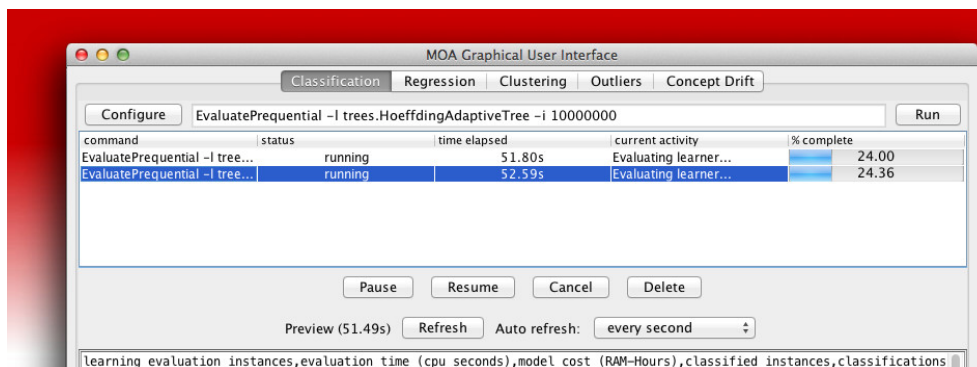 MOA Graphical User Interface
Classification Regression Clustering Outliers Concept Drift
Configure EvaluatePrequential -l trees.HoeffdingAdaptiveTree -i 10000000 Run
command status time elapsed current activity % complete
EvaluatePrequential -l tree... running 51.80s Evaluating learner... 24.00
EvaluatePrequential -l tree... running 52.59s Evaluating learner... 24.36
Pause Resume Cancel Delete
Preview (51.49s) Refresh Auto refresh: every second
learning evaluation instances,evaluation time (cpu seconds),model cost (RAM-Hours),classified instances,classifications